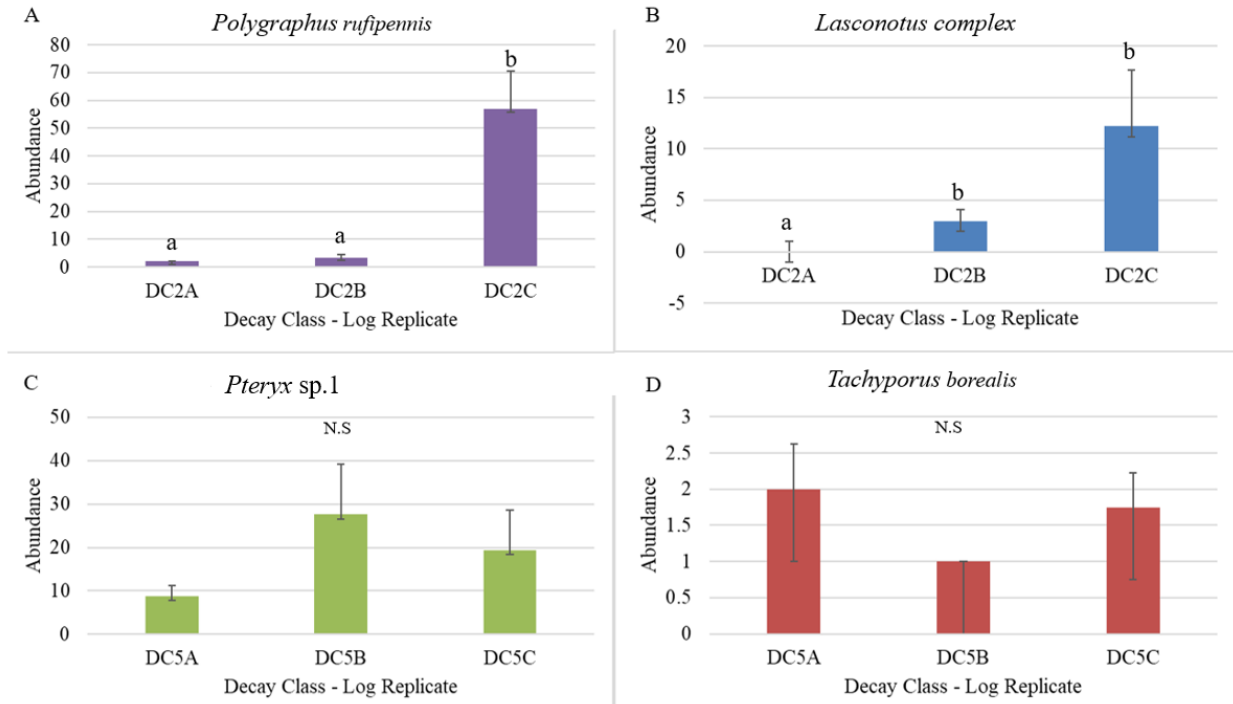 A
Polygraphus rufipennis
80
70
60
50
40
30
20
10
0
Abundance
a
a
b
DC2A DC2B DC2C
Decay Class - Log Replicate
B
Lasconotus complex
20
15
10
5
0
-5
Abundance
a
b
b
DC2A DC2B DC2C
Decay Class - Log Replicate
C
Pteryx sp.1
50
40
30
20
10
0
Abundance
N.S
DC5A DC5B DC5C
Decay Class - Log Replicate
D
Tachyporus borealis
3
2.5
2
1.5
1
0.5
0
Abundance
N.S
DC5A DC5B DC5C
Decay Class - Log Replicate